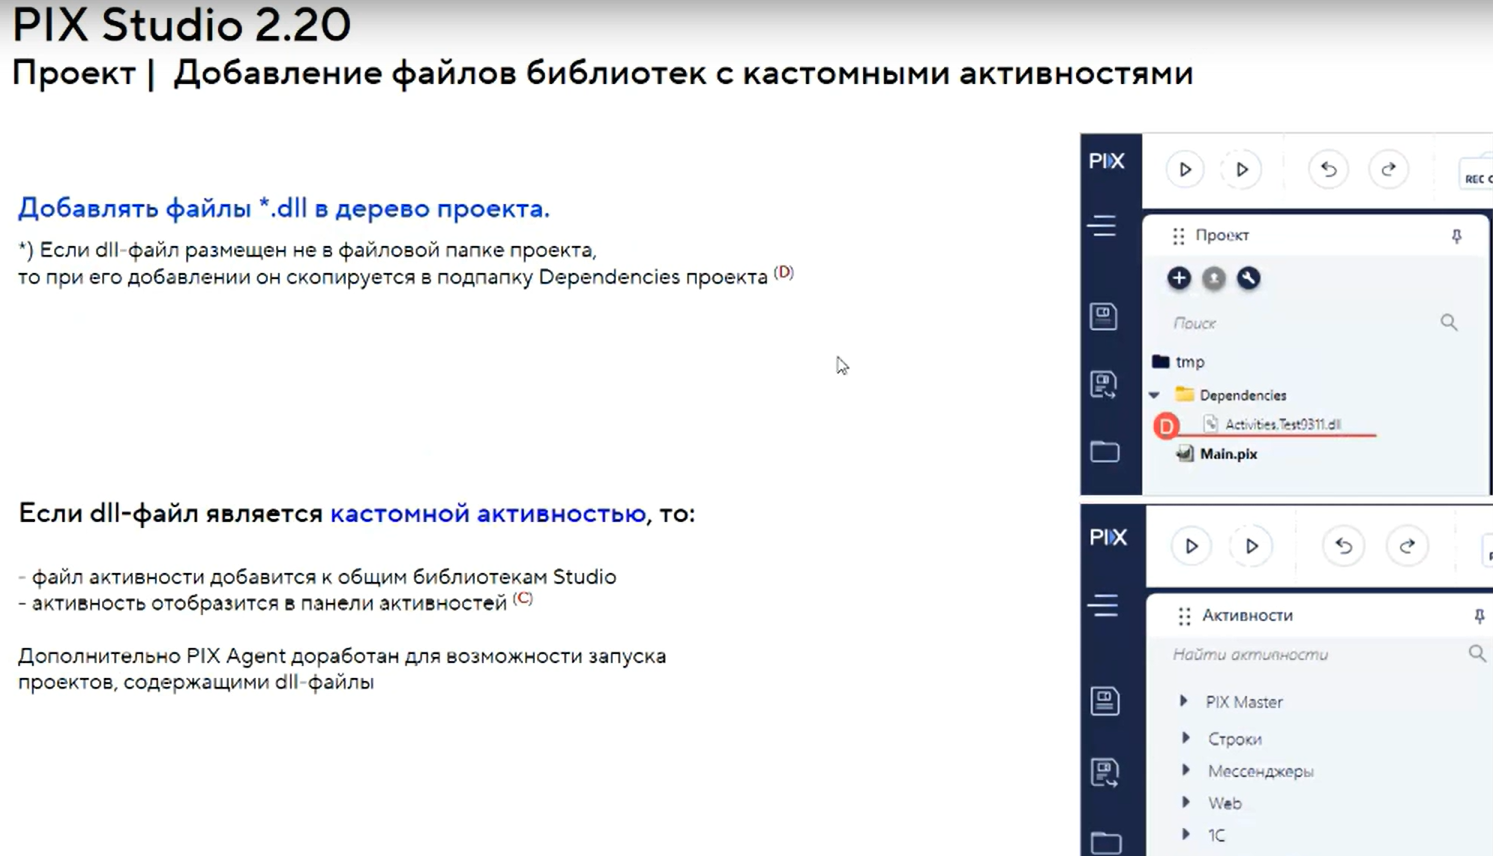 PIX Studio 2.20
Проект | Добавление файлов библиотек с кастомными активностями
Добавлять файлы *.dll в дерево проекта.
*) Если dll-файл размещен не в файловой папке проекта,
то при его добавлении он скопируется в подпапку Dependencies проекта (D)
Если dll-файл является кастомной активностью, то:
- файл активности добавится к общим библиотекам Studio
- активность отобразится в панели активностей (C)
Дополнительно PIX Agent доработан для возможности запуска
проектов, содержащими dll-файлы
PIX
REC
Проект
Поиск
tmp
Dependencies
D
Activities.Test9311.dll
Main.pix
PIX
Активности
Найти активности
PIX Master
Строки
Мессенджеры
Web
1C